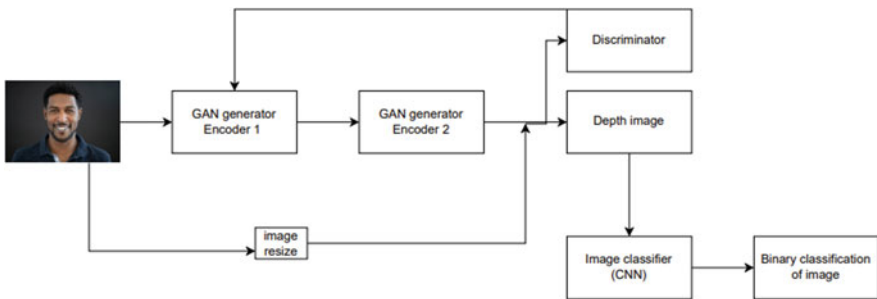 Discriminator
GAN generator
Encoder 1
GAN generator
Encoder 2
Depth image
image
resize
Image classifier
(CNN)
Binary classification
of image